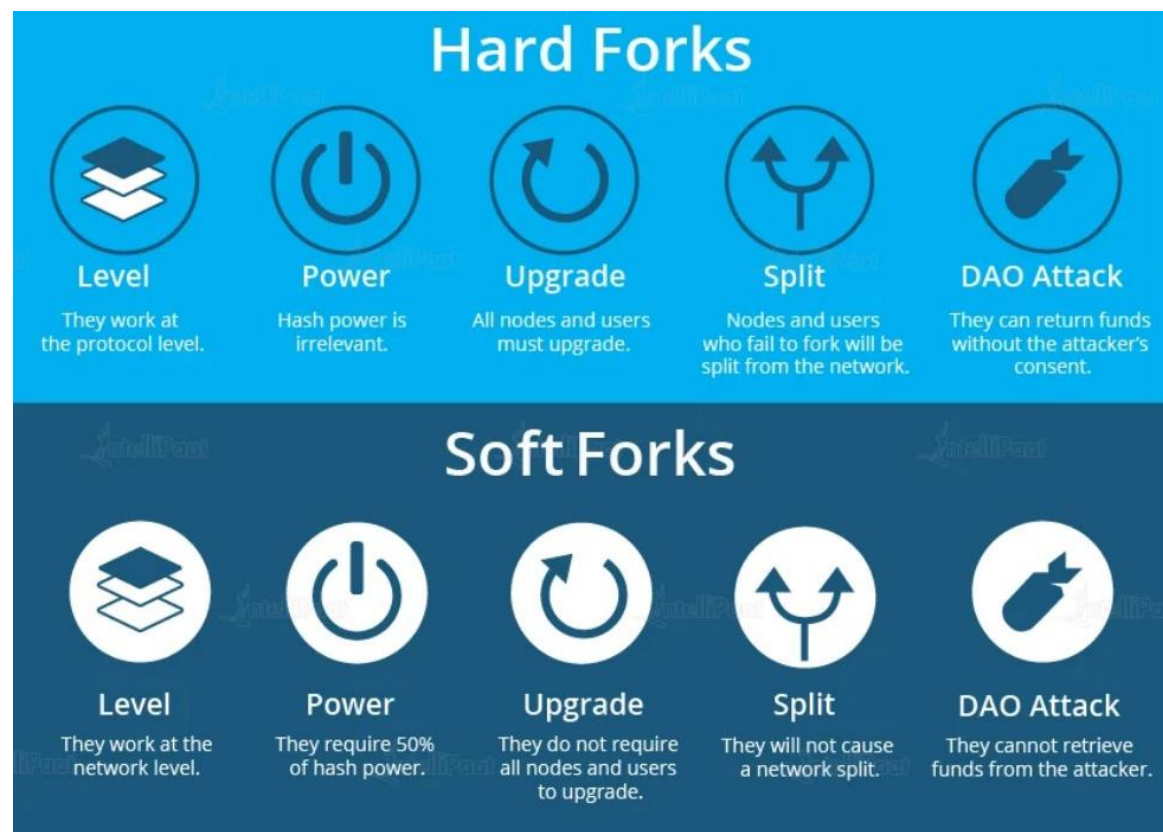 Hard Forks
Level
They work at
the protocol level.
Power
Hash power is
irrelevant.
Upgrade
All nodes and users
must upgrade.
Split
Nodes and users
who fail to fork will be
split from the network.
DAO Attack
They can return funds
without the attacker's
consent.
Soft Forks
Level
They work at the
network level.
Power
They require 50%
of hash power.
Upgrade
They do not require
all nodes and users
to upgrade.
Split
They will not cause
a network split.
DAO Attack
They cannot retrieve
funds from the attacker.